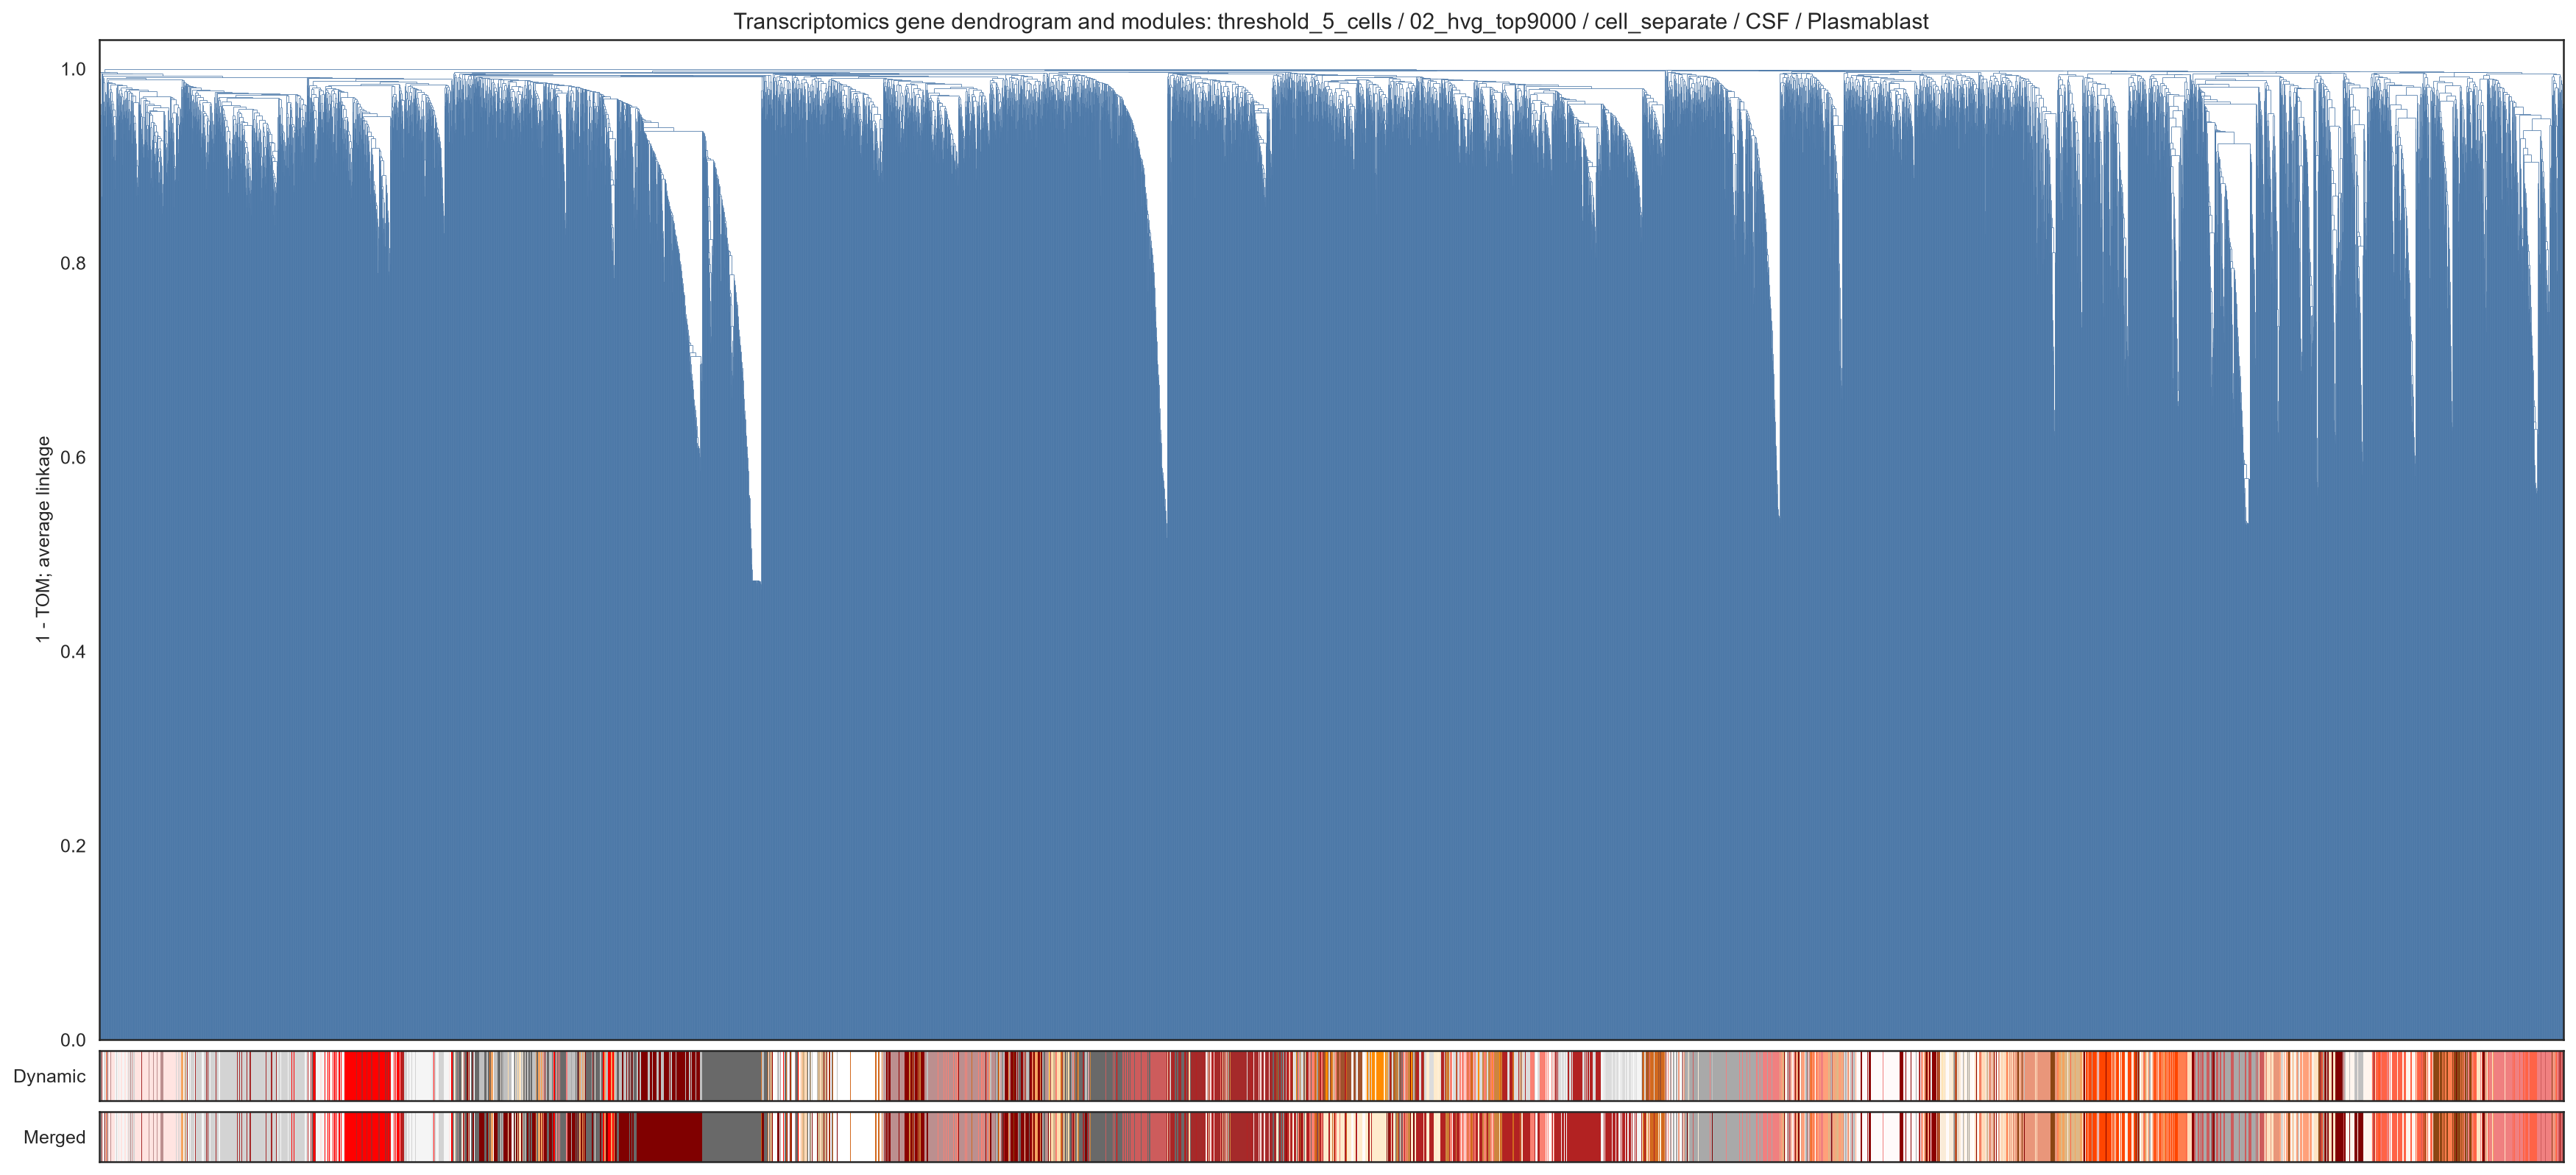 Transcriptomics gene dendrogram and modules: threshold_5_cells / 02_hvg_top9000 / cell_separate / CSF / Plasmablast
1.0
0.8
0.6
0.4
0.2
0.0
1 - TOM; average linkage
Dynamic
Merged